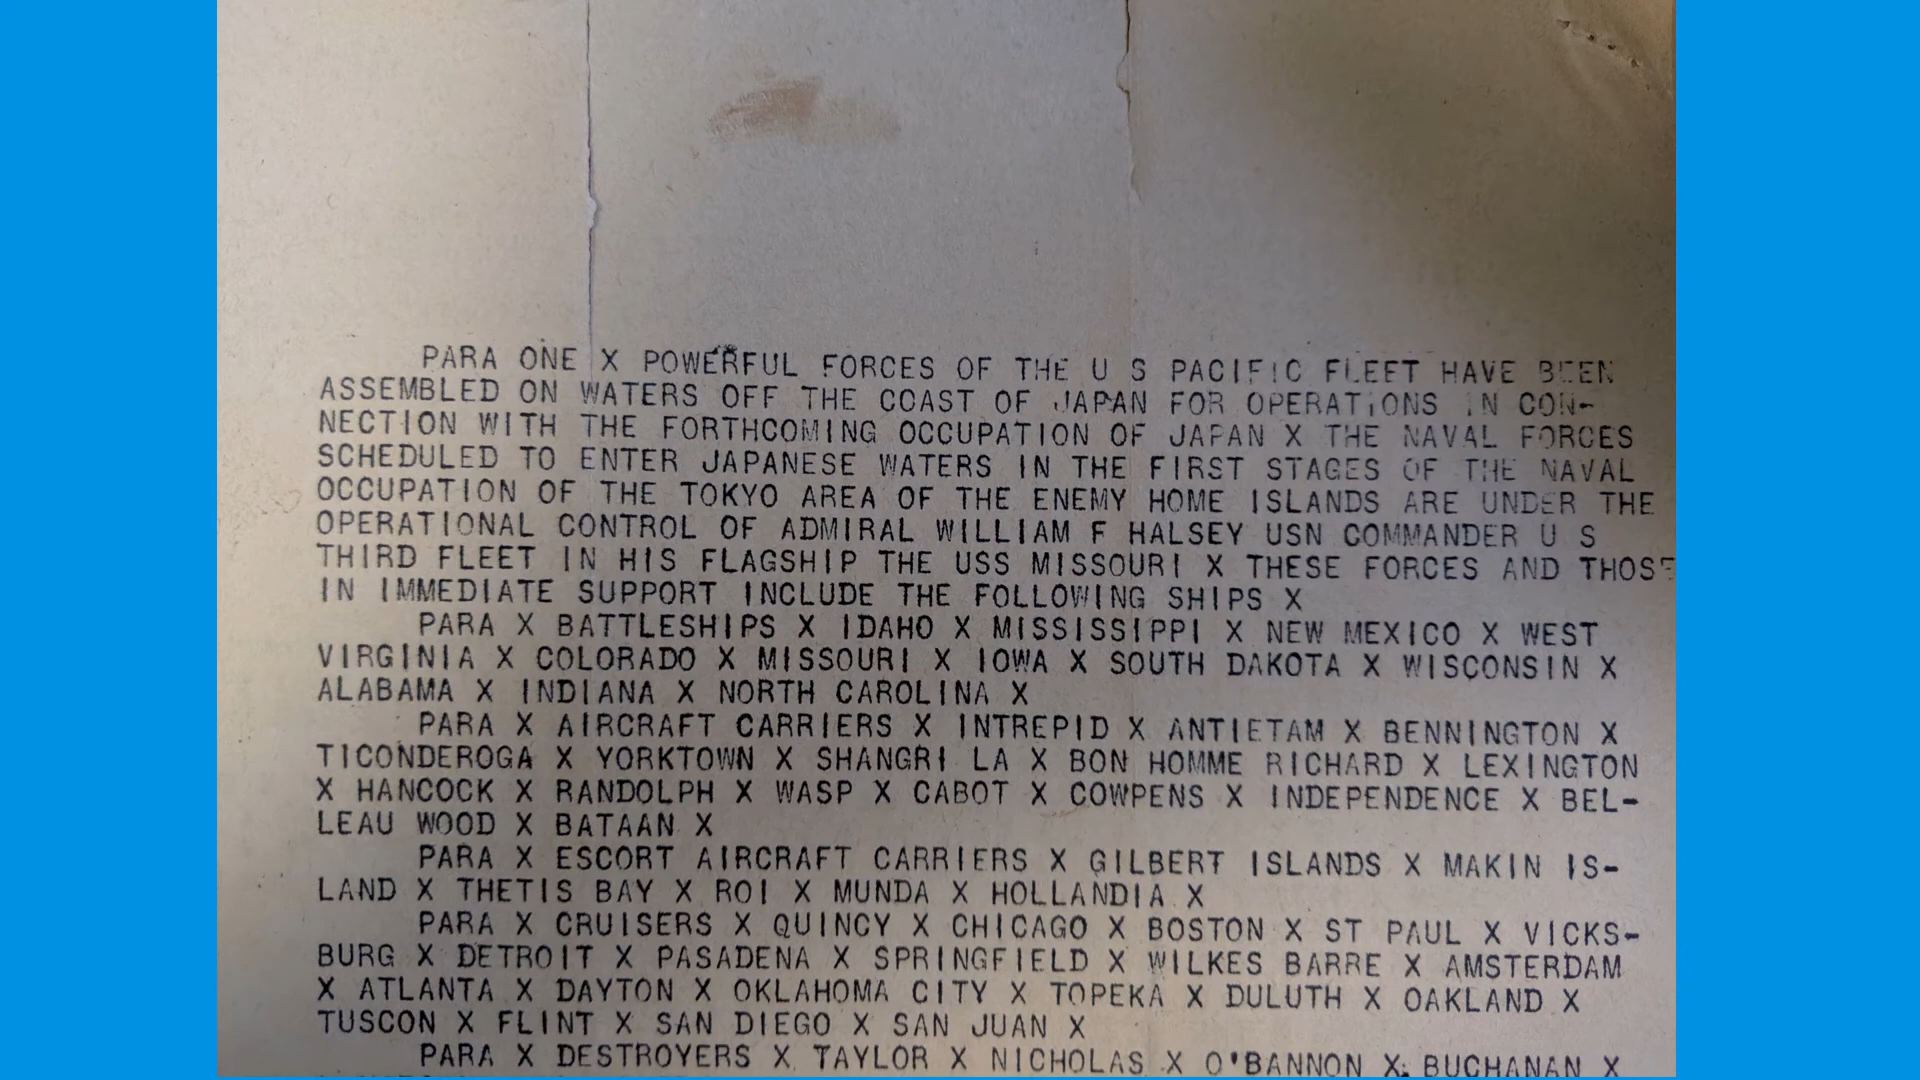 PARA ONE X POWERFUL FORCES OF THE U S PACIFIC FLEET HAVE BEEN
ASSEMBLED ON WATERS OFF THE COAST OF JAPAN FOR OPERATIONS IN CON-
NECTION WITH THE FORTHCOMING OCCUPATION OF JAPAN X THE NAVAL FORCES
SCHEDULED TO ENTER JAPANESE WATERS IN THE FIRST STAGES OF THE NAVAL
OCCUPATION OF THE TOKYO AREA OF THE ENEMY HOME ISLANDS ARE UNDER THE
OPERATIONAL CONTROL OF ADMIRAL WILLIAM F HALSEY USN COMMANDER U S
THIRD FLEET IN HIS FLAGSHIP THE USS MISSOURI X THESE FORCES AND THOSE
IN IMMEDIATE SUPPORT INCLUDE THE FOLLOWING SHIPS X
PARA X BATTLESHIPS X IDAHO X MISSISSIPPI X NEW MEXICO X WEST
VIRGINIA X COLORADO X MISSOURI X IOWA X SOUTH DAKOTA X WISCONSIN X
ALABAMA X INDIANA X NORTH CAROLINA X
PARA X AIRCRAFT CARRIERS X INTREPID X ANTIETAM X BENNINGTON X
TICONDEROGA X YORKTOWN X SHANGRI LA X BON HOMME RICHARD X LEXINGTON
X HANCOCK X RANDOLPH X WASP X CABOT X COWPENS X INDEPENDENCE X BEL-
LEAU WOOD X BATAAN X
PARA X ESCORT AIRCRAFT CARRIERS X GILBERT ISLANDS X MAKIN IS-
LAND X THETIS BAY X ROI X MUNDA X HOLLANDIA X
PARA X CRUISERS X QUINCY X CHICAGO X BOSTON X ST PAUL X VICKS-
BURG X DETROIT X PASADENA X SPRINGFIELD X WILKES BARRE X AMSTERDAM
X ATLANTA X DAYTON X OKLAHOMA CITY X TOPEKA X DULUTH X OAKLAND X
TUSCON X FLINT X SAN DIEGO X SAN JUAN X
PARA X DESTROYERS X TAYLOR X NICHOLAS X O'BANNON X BUCHANAN X